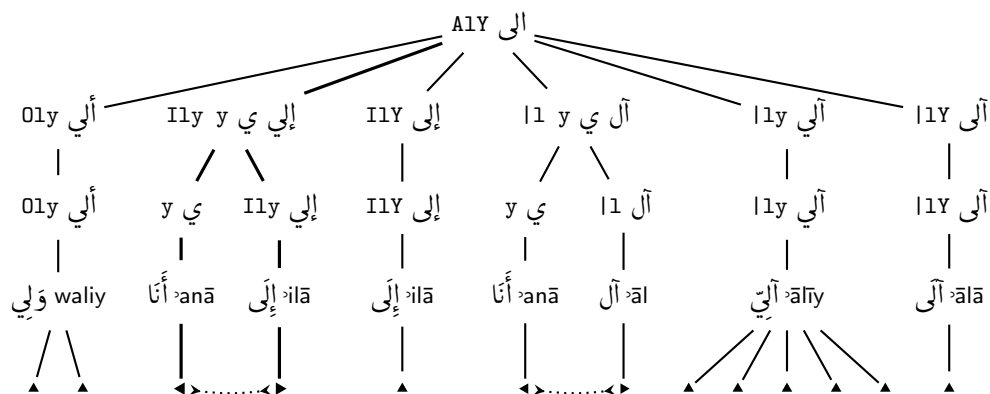 AlY الى
Oly ألي Ily y إلي ي IlY إلى |l y آل ي |ly آلي |lY آلى
Oly ألي y ي Ily إلي IlY إلى y ي |l آل |ly آلي |lY آلى
وَلِي waliy أَنَا ʾanā إِلَى ʾilā إِلَى ʾilā أَنَا ʾanā آل ʾāl آلِيّ ʾālīy آلَى ʾālā